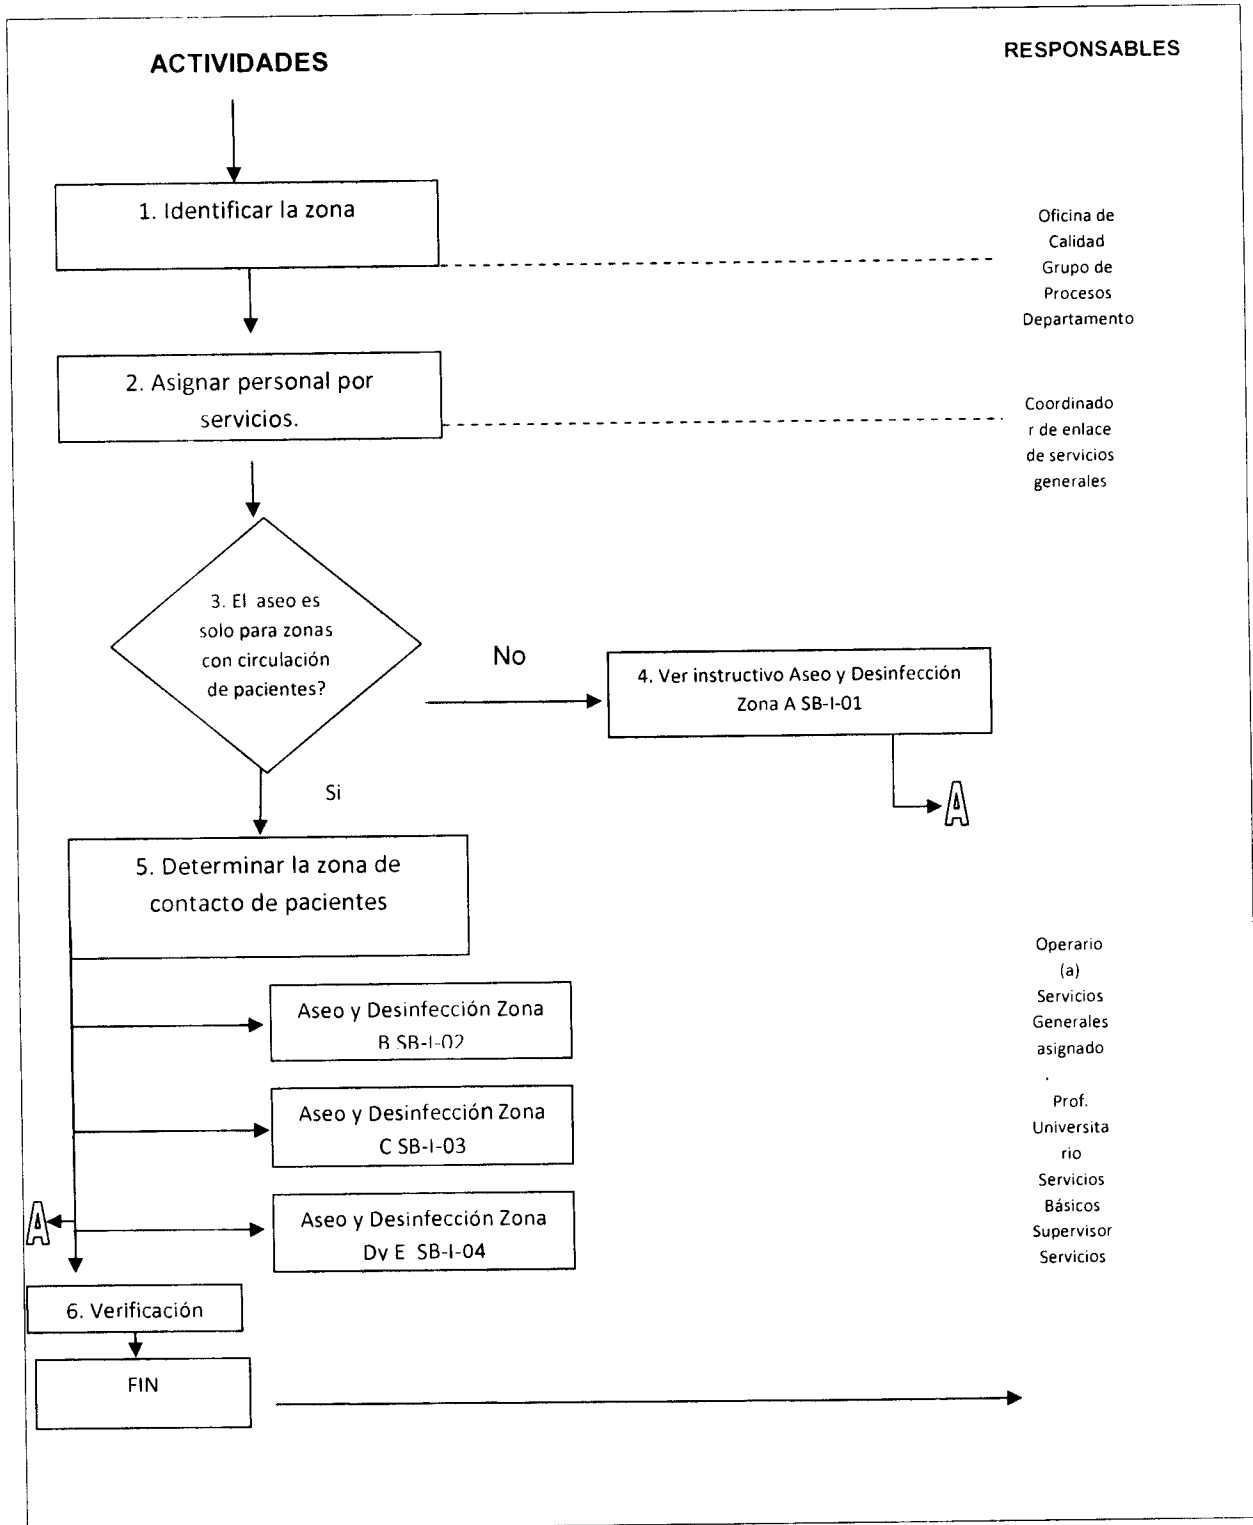 ACTIVIDADES
RESPONSABLES
1. Identificar la zona
Oficina de
Calidad
Grupo de
Procesos
Departamento
2. Asignar personal por
servicios.
Coordinado
r de enlace
de servicios
generales
3. El aseo es
solo para zonas
con circulación
de pacientes?
No
4. Ver instructivo Aseo y Desinfección
Zona A SB-I-01
A
Si
5. Determinar la zona de
contacto de pacientes
Aseo y Desinfección Zona
B SB-I-02
Aseo y Desinfección Zona
C SB-I-03
Aseo y Desinfección Zona
D y E SB-I-04
A
Operario
(a)
Servicios
Generales
asignado
.
Prof.
Universita
rio
Servicios
Básicos
Supervisor
Servicios
6. Verificación
FIN